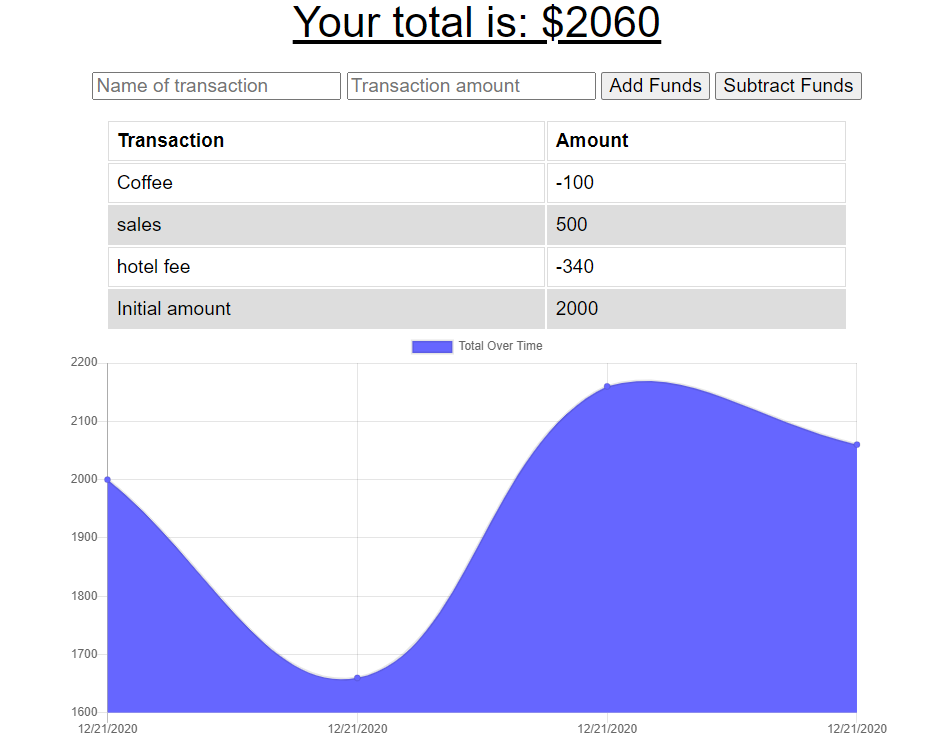 Your total is: $2060
Name of transaction Transaction amount Add Funds Subtract Funds
Transaction Amount
Coffee -100
sales 500
hotel fee -340
Initial amount 2000
Total Over Time
2200
2100
2000
1900
1800
1700
1600
12/21/2020 12/21/2020 12/21/2020 12/21/2020